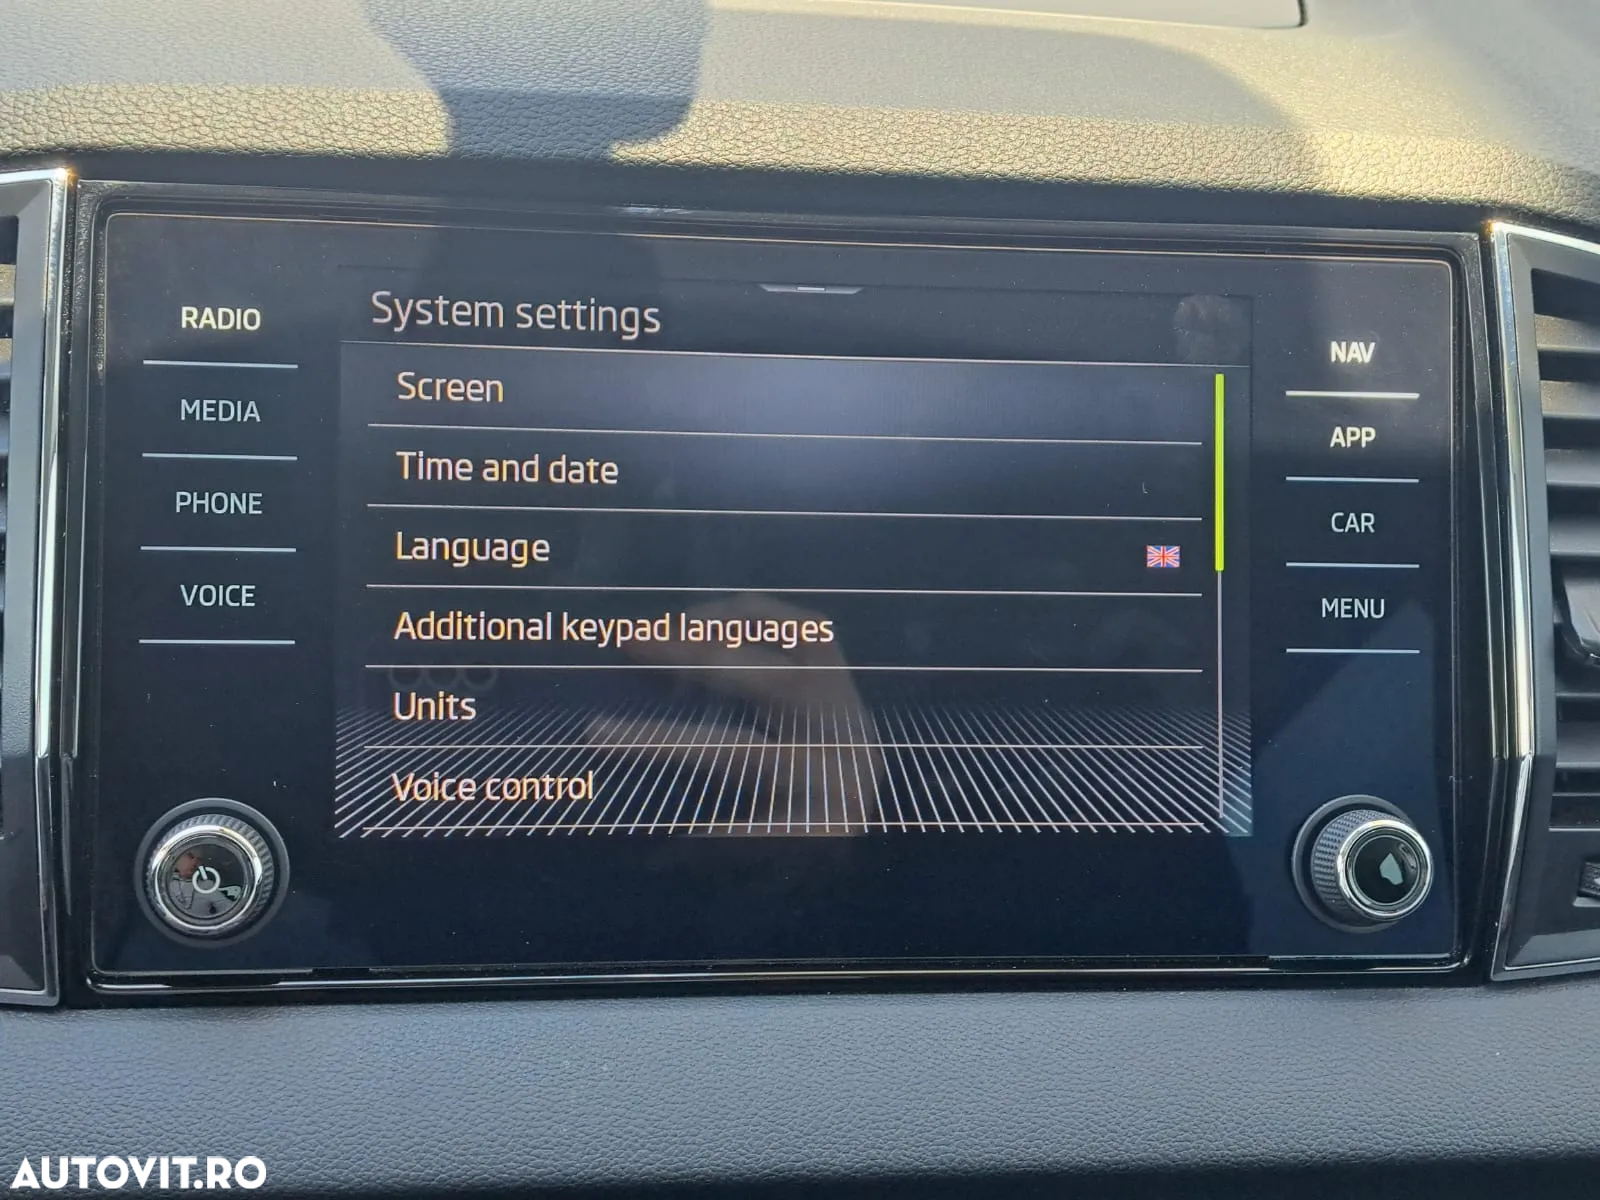 System settings
RADIO
MEDIA
PHONE
VOICE
Screen
Time and date
Language
Additional keypad languages
Units
Voice control
NAV
APP
CAR
MENU
AUTOVIT.RO